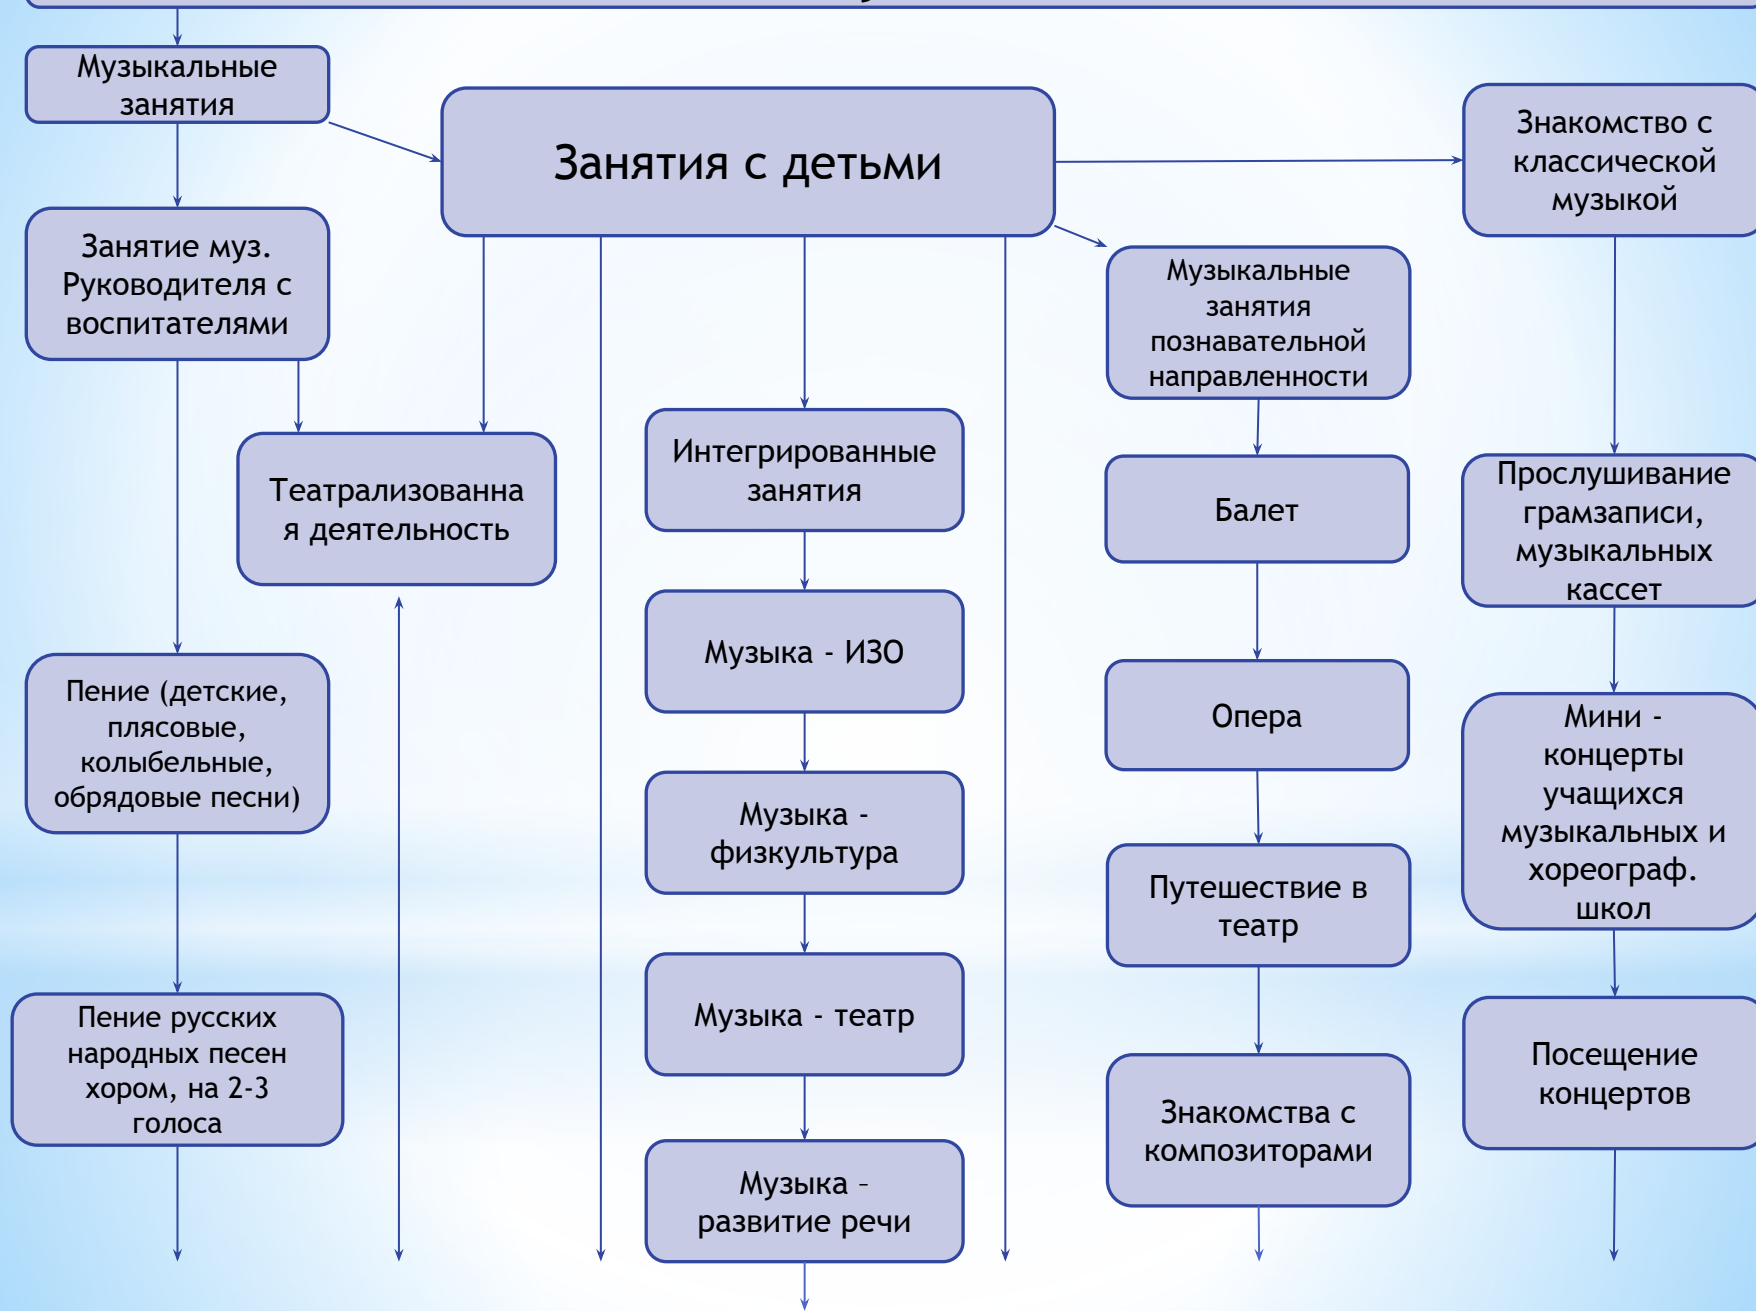 Музыкальные
занятия
Занятия с детьми
Знакомство с
классической
музыкой
Занятие муз.
Руководителя с
воспитателями
Музыкальные
занятия
познавательной
направленности
Театрализованна
я деятельность
Интегрированные
занятия
Балет
Прослушивание
грамзаписи,
музыкальных
кассет
Музыка - ИЗО
Пение (детские,
плясовые,
колыбельные,
обрядовые песни)
Опера
Мини -
концерты
учащихся
музыкальных и
хореограф.
школ
Музыка -
физкультура
Путешествие в
театр
Музыка - театр
Пение русских
народных песен
хором, на 2-3
голоса
Знакомства с
композиторами
Посещение
концертов
Музыка –
развитие речи